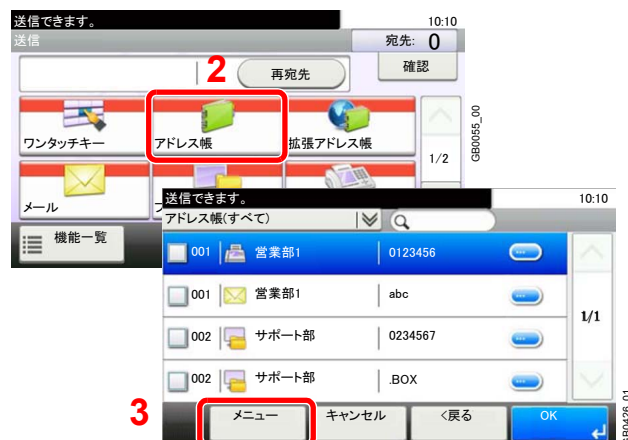 送信できます。 10:10
送信 宛先: 0
2 再宛先 確認
ワンタッチキー アドレス帳 拡張アドレス帳
1/2
GB0055_00
メール
機能一覧
送信できます。 10:10
アドレス帳(すべて)
001 営業部1 0123456
001 営業部1 abc
1/1
002 サポート部 0234567
002 サポート部 .BOX
3 メニュー キャンセル <戻る OK